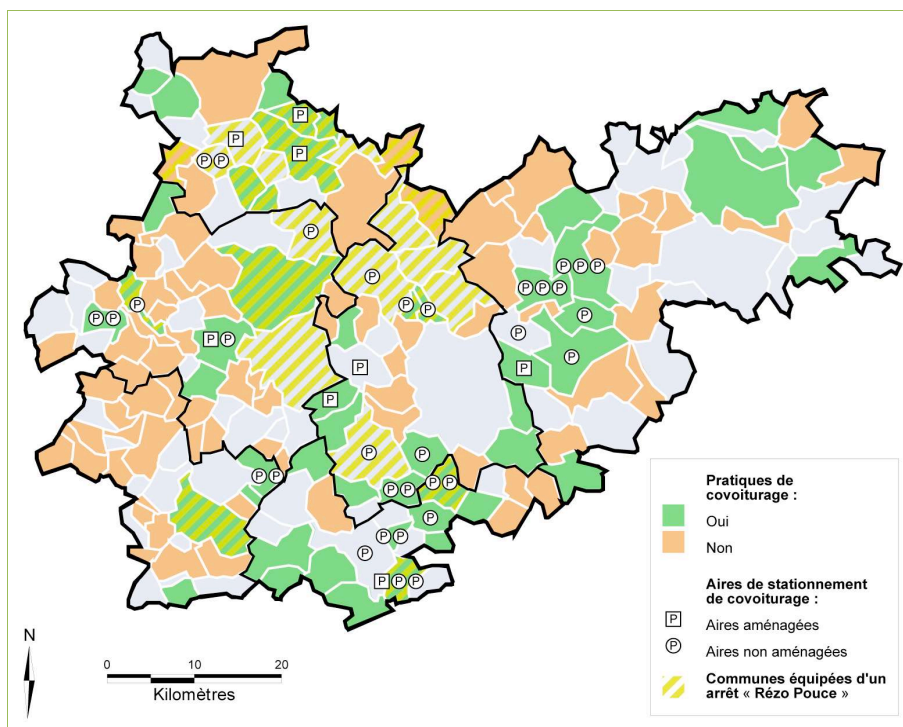 Pratiques de
covoiturage :
Oui
Non
Aires de stationnement
de covoiturage :
P Aires aménagées
P Aires non aménagées
Communes équipées d'un
arrêt « Rézo Pouce »
N
0 10 20
Kilomètres
P
P
P
P P
P
P
P P
P P P
P P P
P P
P
P
P P
P
P
P P
P
P
P
P
P
P P
P P
P P
P
P P
P
P P P